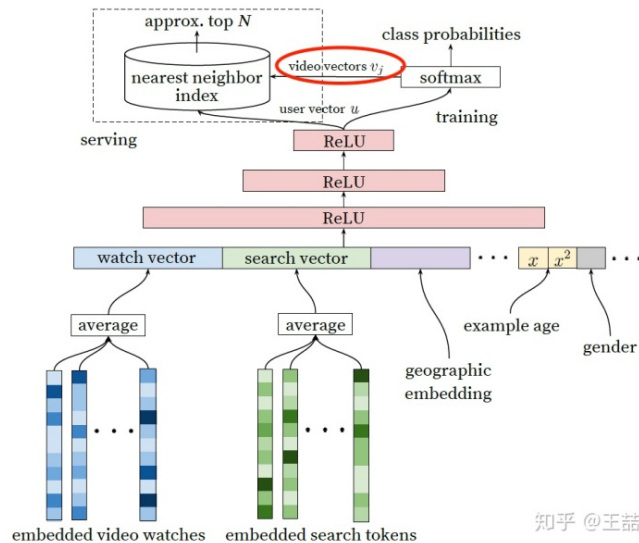 approx. top N
class probabilities
video vectors vj
softmax
nearest neighbor
index
user vector u
serving
training
ReLU
ReLU
ReLU
watch vector
search vector
x
x²
average
average
example age
gender
geographic
embedding
embedded video watches
embedded search tokens
知乎 @王喆